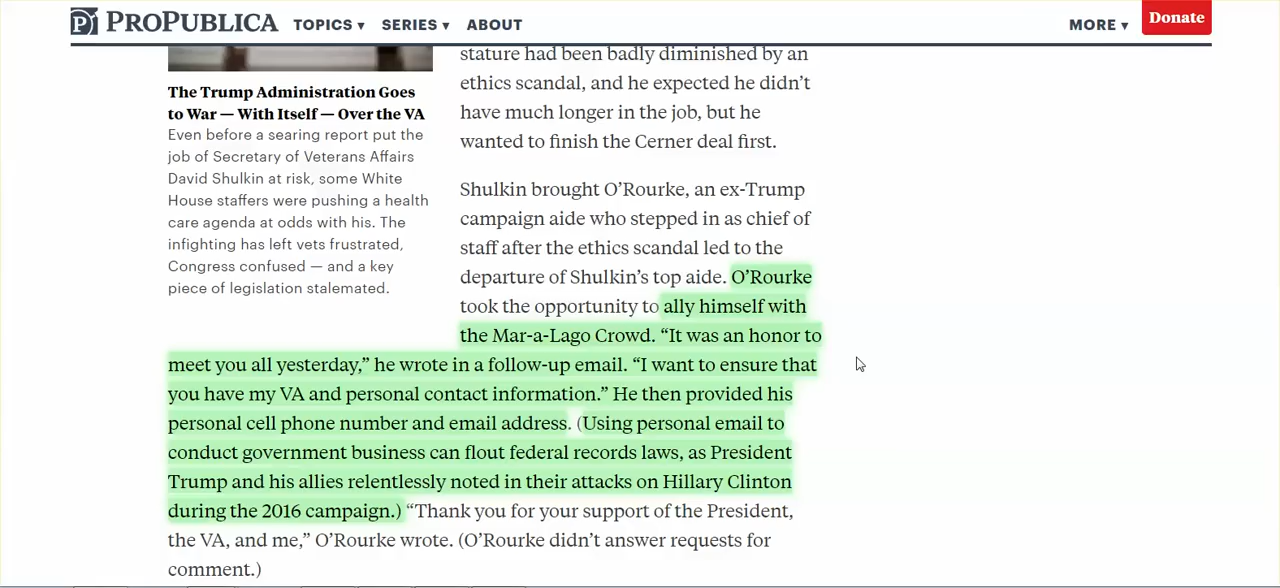 PROPUBLICA TOPICS ▾ SERIES ▾ ABOUT MORE ▾ Donate
The Trump Administration Goes
to War — With Itself — Over the VA
Even before a searing report put the
job of Secretary of Veterans Affairs
David Shulkin at risk, some White
House staffers were pushing a health
care agenda at odds with his. The
infighting has left vets frustrated,
Congress confused — and a key
piece of legislation stalemated.
stature had been badly diminished by an
ethics scandal, and he expected he didn’t
have much longer in the job, but he
wanted to finish the Cerner deal first.
Shulkin brought O’Rourke, an ex-Trump
campaign aide who stepped in as chief of
staff after the ethics scandal led to the
departure of Shulkin’s top aide. O’Rourke
took the opportunity to ally himself with
the Mar-a-Lago Crowd. “It was an honor to
meet you all yesterday,” he wrote in a follow-up email. “I want to ensure that
you have my VA and personal contact information.” He then provided his
personal cell phone number and email address. (Using personal email to
conduct government business can flout federal records laws, as President
Trump and his allies relentlessly noted in their attacks on Hillary Clinton
during the 2016 campaign.) “Thank you for your support of the President,
the VA, and me,” O’Rourke wrote. (O’Rourke didn’t answer requests for
comment.)